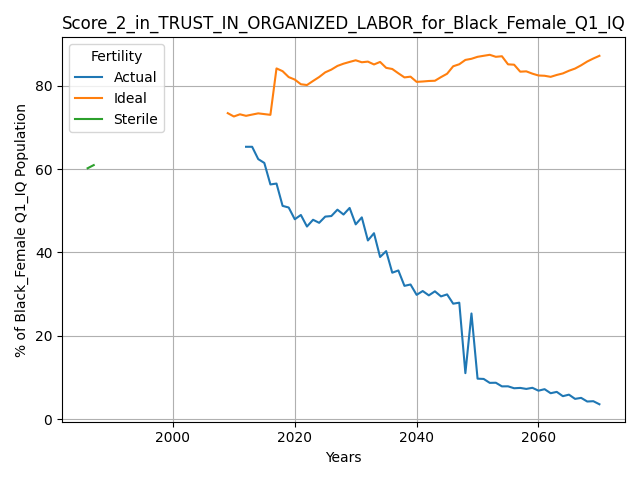 Score_2_in_TRUST_IN_ORGANIZED_LABOR_for_Black_Female_Q1_IQ
Fertility
Actual
Ideal
Sterile
% of Black_Female Q1_IQ Population
80
60
40
20
0
2000
2020
2040
2060
Years